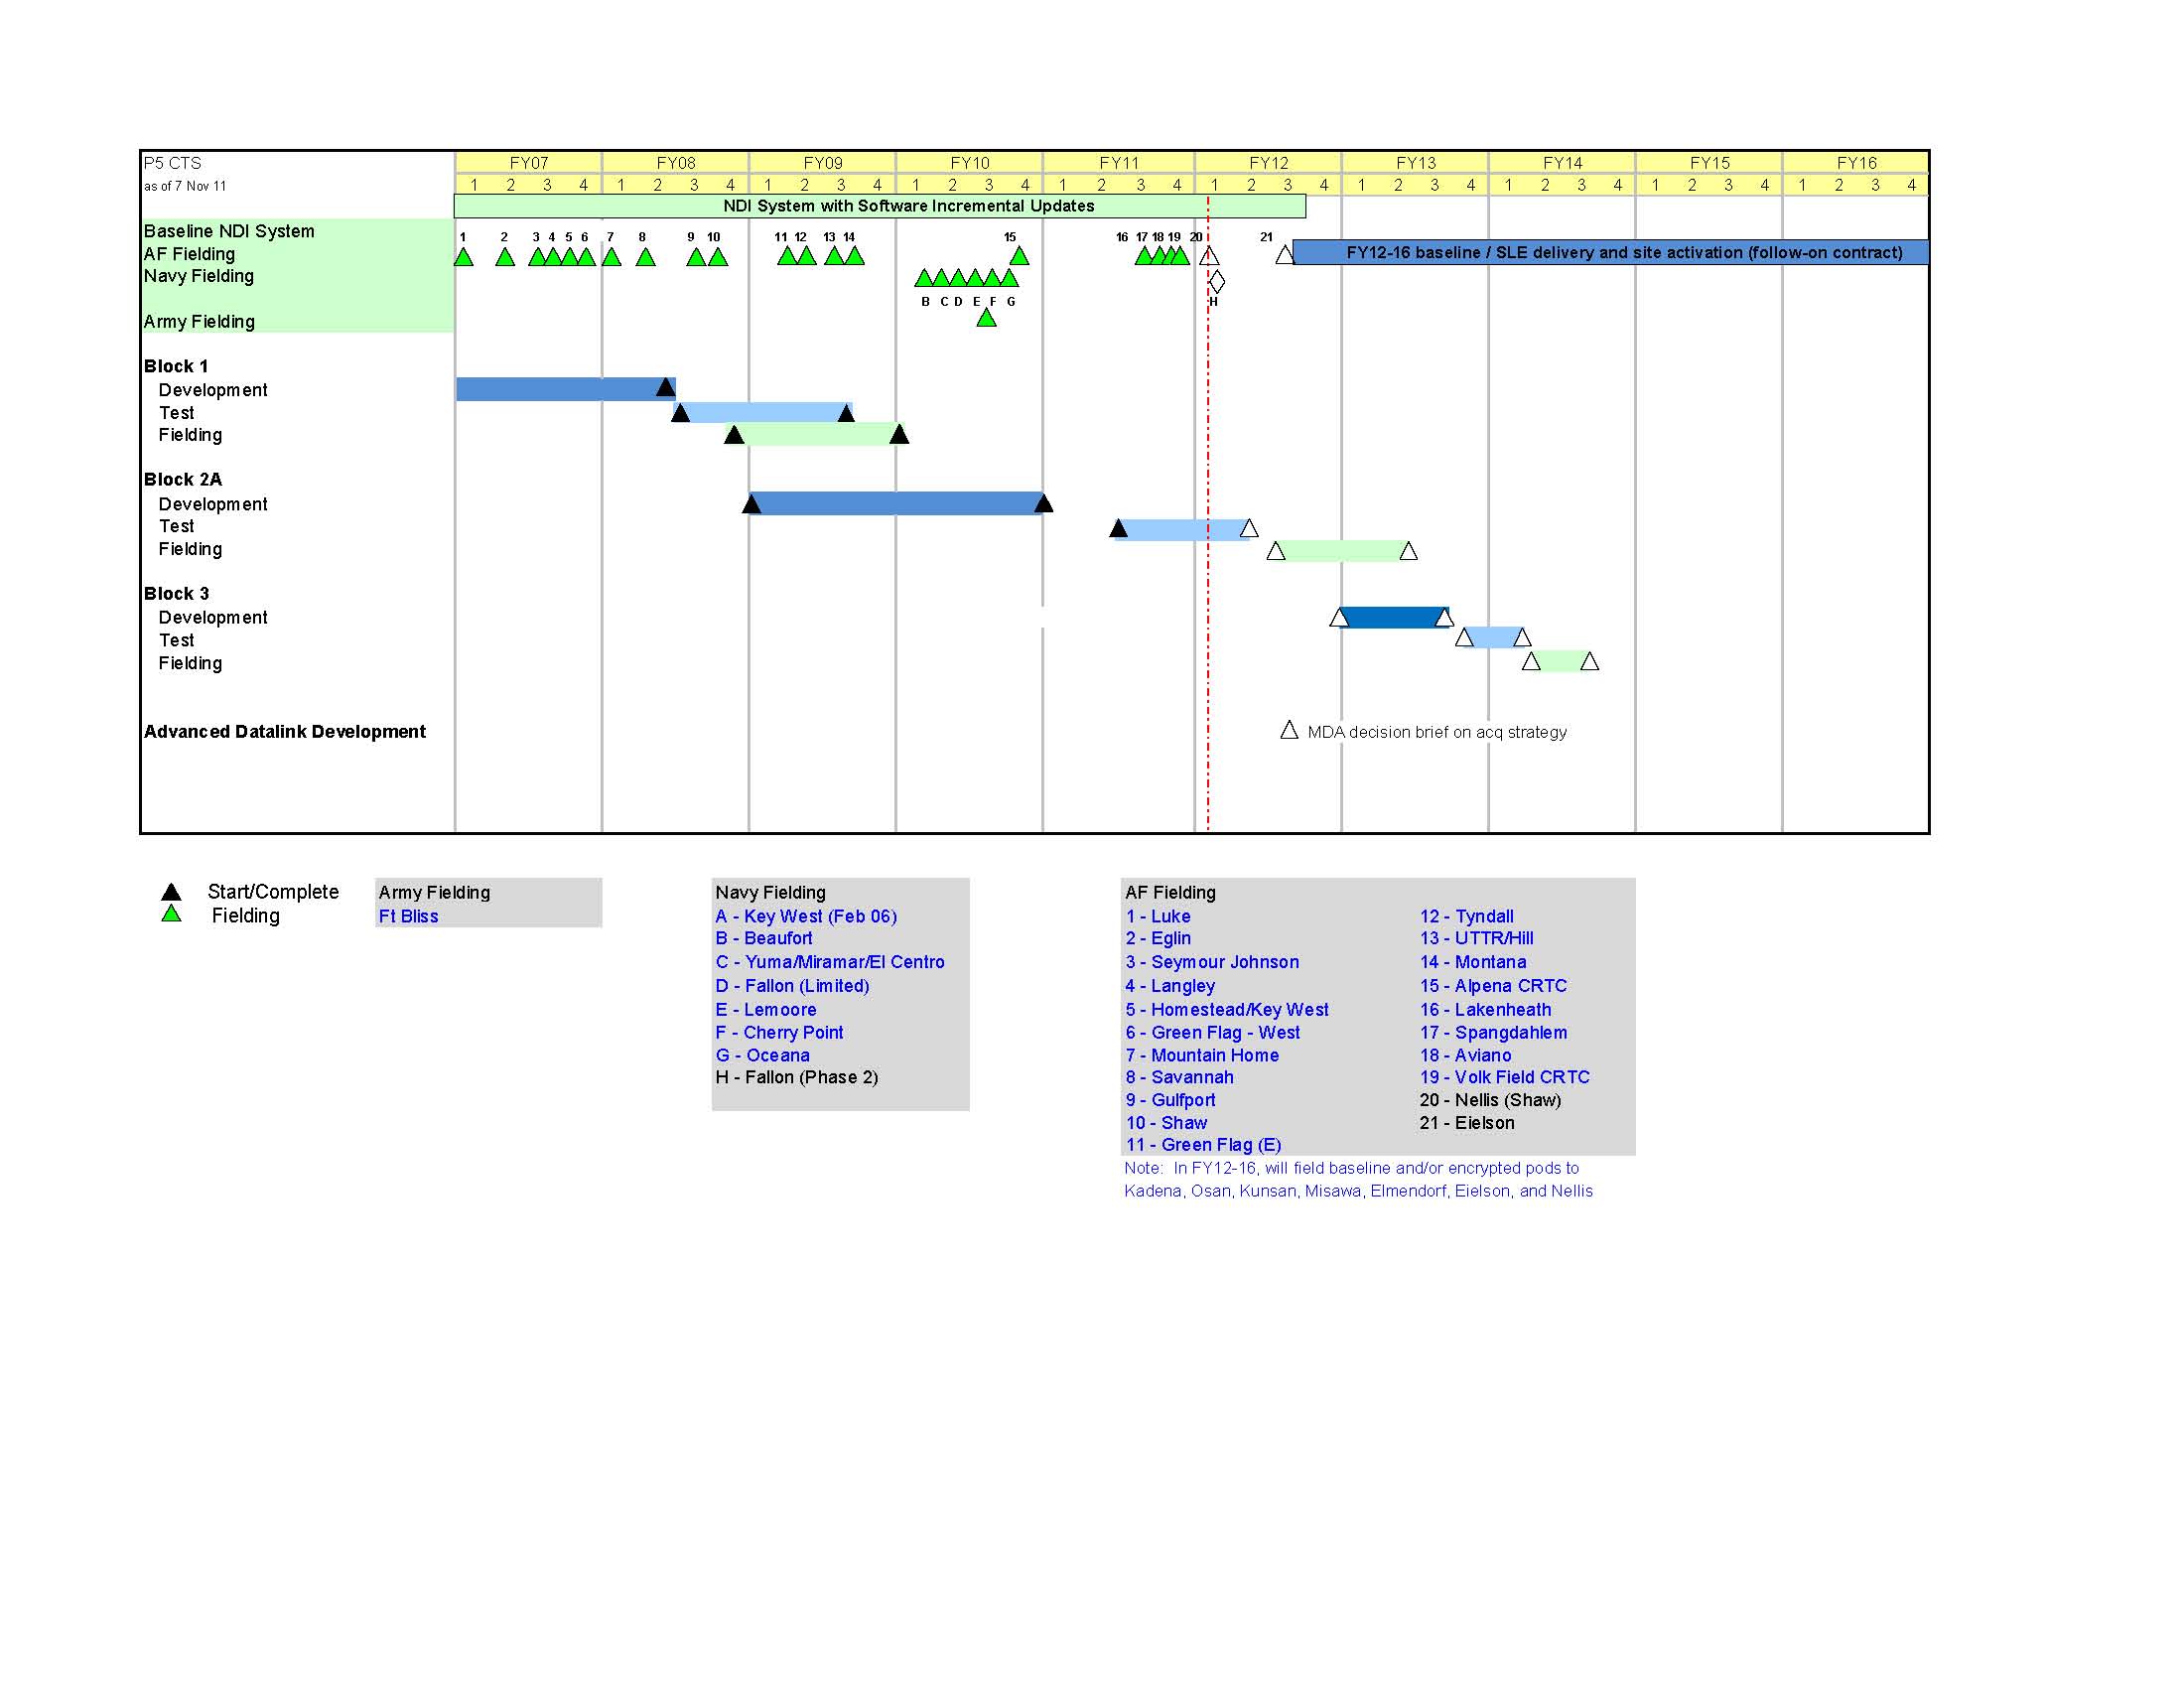 P5 CTS FY07 FY08 FY09 FY10 FY11 FY12 FY13 FY14 FY15 FY16
as of 7 Nov 11 1 2 3 4 1 2 3 4 1 2 3 4 1 2 3 4 1 2 3 4 1 2 3 4 1 2 3 4 1 2 3 4 1 2 3 4 1 2 3 4
NDI System with Software Incremental Updates
Baseline NDI System
1 2 3 4 5 6 7 8 9 10 11 12 13 14 15 16 17 18 19 20 21
AF Fielding FY12-16 baseline / SLE delivery and site activation (follow-on contract)
Navy Fielding
B C D E F G H
Army Fielding
Block 1
Development
Test
Fielding
Block 2A
Development
Test
Fielding
Block 3
Development
Test
Fielding
Advanced Datalink Development MDA decision brief on acq strategy
Start/Complete
Fielding
Army Fielding
Ft Bliss
Navy Fielding
A - Key West (Feb 06)
B - Beaufort
C - Yuma/Miramar/El Centro
D - Fallon (Limited)
E - Lemoore
F - Cherry Point
G - Oceana
H - Fallon (Phase 2)
AF Fielding
1 - Luke
2 - Eglin
3 - Seymour Johnson
4 - Langley
5 - Homestead/Key West
6 - Green Flag - West
7 - Mountain Home
8 - Savannah
9 - Gulfport
10 - Shaw
11 - Green Flag (E)
12 - Tyndall
13 - UTTR/Hill
14 - Montana
15 - Alpena CRTC
16 - Lakenheath
17 - Spangdahlem
18 - Aviano
19 - Volk Field CRTC
20 - Nellis (Shaw)
21 - Eielson
Note: In FY12-16, will field baseline and/or encrypted pods to
Kadena, Osan, Kunsan, Misawa, Elmendorf, Eielson, and Nellis